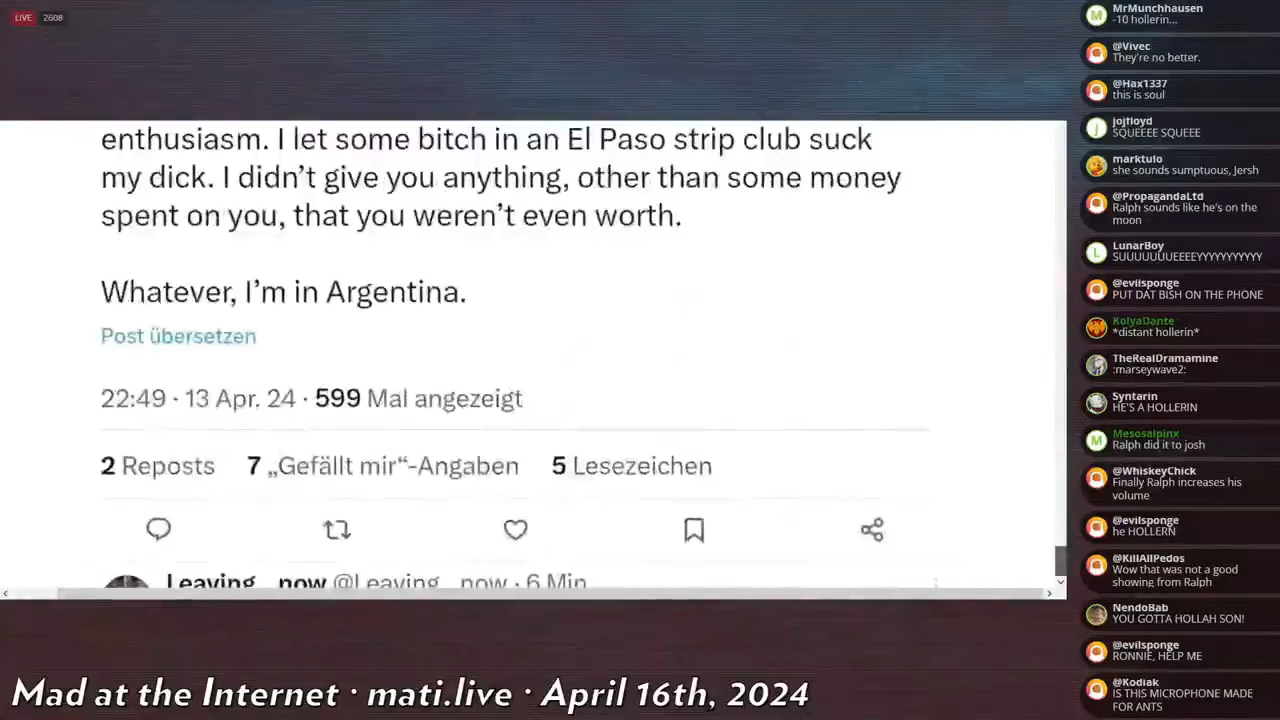 LIVE 2608
enthusiasm. I let some bitch in an El Paso strip club suck
my dick. I didn't give you anything, other than some money
spent on you, that you weren't even worth.
Whatever, I'm in Argentina.
Post übersetzen
22:49 · 13 Apr. 24 · 599 Mal angezeigt
2 Reposts 7 „Gefällt mir“-Angaben 5 Lesezeichen
Leaving_ _now @Leaving_ _now · 6 Min
Mad at the Internet · mati.live · April 16th, 2024
M
MrMunchhausen
-10 hollerin...
@Vivec
They're no better.
@Hax1337
this is soul
j
jojfloyd
SQUEEEE SQUEEE
marktulo
she sounds sumptuous, Jersh
@PropagandaLtd
Ralph sounds like he's on the
moon
L
LunarBoy
SUUUUUUUEEEEYYYYYYYYYYY
@evilsponge
PUT DAT BISH ON THE PHONE
KolyaDante
*distant hollerin*
TheRealDramamine
:marseywave2:
Syntarin
HE'S A HOLLERIN
M
Mesosalpinx
Ralph did it to josh
@WhiskeyChick
Finally Ralph increases his
volume
@evilsponge
he HOLLERN
@KillAllPedos
Wow that was not a good
showing from Ralph
NendoBab
YOU GOTTA HOLLAH SON!
@evilsponge
RONNIE, HELP ME
@Kodiak
IS THIS MICROPHONE MADE
FOR ANTS